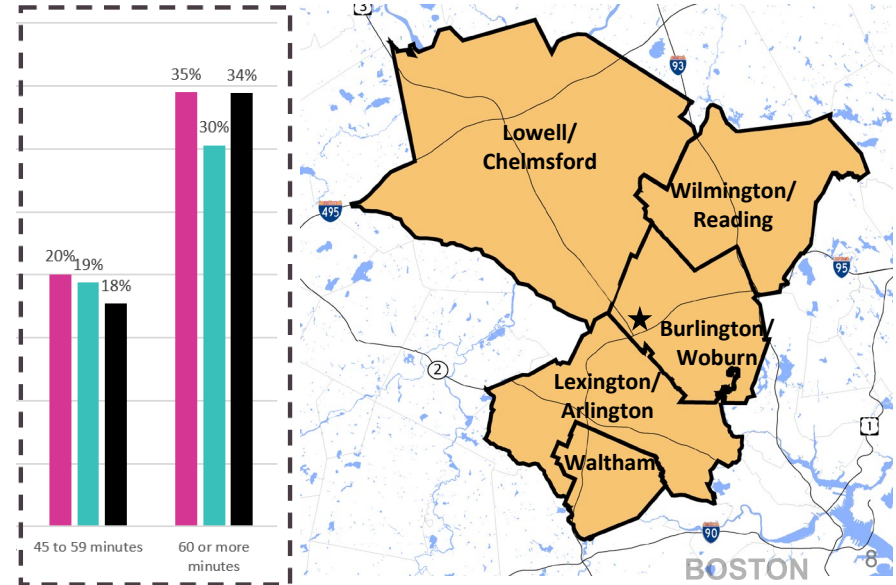 35%
34%
30%
20%
19%
18%
45 to 59 minutes
60 or more
minutes
3
93
Lowell/
Chelmsford
Wilmington/
Reading
495
95
Burlington/
Woburn
2
Lexington/
Arlington
1
Waltham
90
BOSTON
8